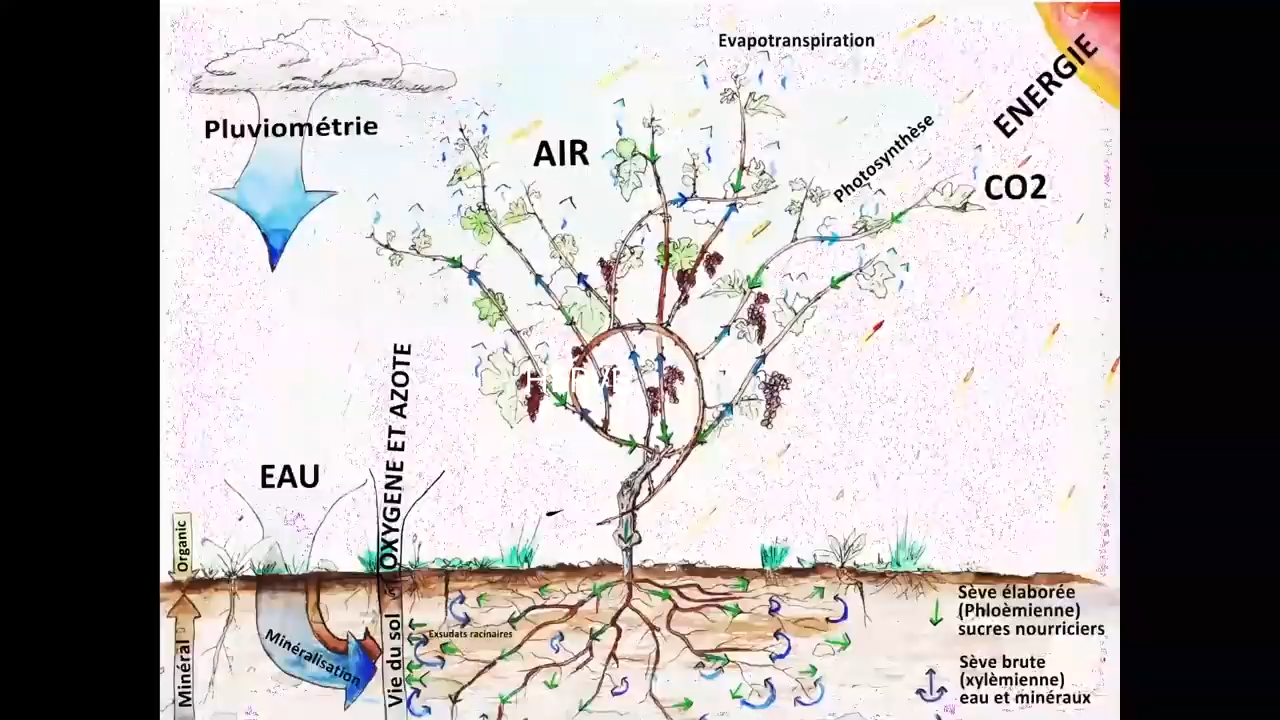 Evapotranspiration
ENERGIE
Pluviométrie
AIR
Photosynthèse
CO2
EAU
OXYGENE ET AZOTE
Organic
Minéral
Minéralisation
Vie du sol
Exsudats racinaires
Sève élaborée
(Phloèmienne)
sucres nourriciers
Sève brute
(xylèmienne)
eau et minéraux